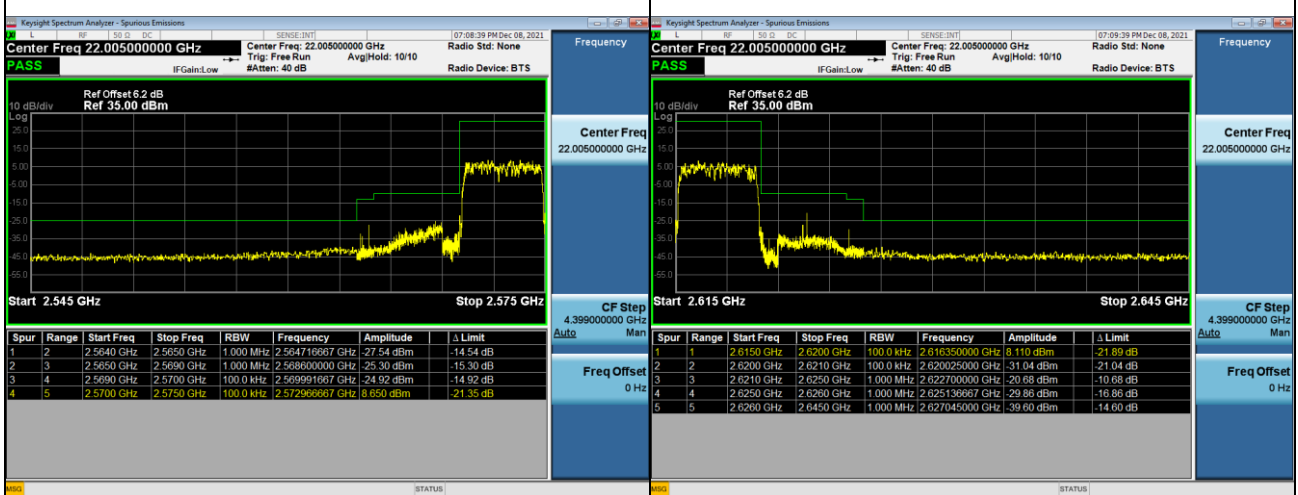 Keysight Spectrum Analyzer - Spurious Emissions
L RF 50 Ω DC SENSE:INT 07:08:39 PM Dec 08, 2021
Center Freq 22.005000000 GHz Center Freq: 22.005000000 GHz Radio Std: None
Trig: Free Run Avg|Hold: 10/10
PASS IFGain:Low #Atten: 40 dB Radio Device: BTS
Ref Offset 6.2 dB
10 dB/div Ref 35.00 dBm
Log
25.0
15.0
5.00
-5.00
-15.0
-25.0
-35.0
-45.0
-55.0
Start 2.545 GHz Stop 2.575 GHz
Spur Range Start Freq Stop Freq RBW Frequency Amplitude Δ Limit
1 2 2.5640 GHz 2.5650 GHz 1.000 MHz 2.564716667 GHz -27.54 dBm -14.54 dB
2 3 2.5650 GHz 2.5690 GHz 1.000 MHz 2.568600000 GHz -25.30 dBm -15.30 dB
3 4 2.5690 GHz 2.5700 GHz 100.0 kHz 2.569991667 GHz -24.92 dBm -14.92 dB
4 5 2.5700 GHz 2.5750 GHz 100.0 kHz 2.572966667 GHz 8.650 dBm -21.35 dB
MSG STATUS
Frequency
Center Freq
22.005000000 GHz
CF Step
4.399000000 GHz
Auto Man
Freq Offset
0 Hz
Keysight Spectrum Analyzer - Spurious Emissions
L RF 50 Ω DC SENSE:INT 07:09:39 PM Dec 08, 2021
Center Freq 22.005000000 GHz Center Freq: 22.005000000 GHz Radio Std: None
Trig: Free Run Avg|Hold: 10/10
PASS IFGain:Low #Atten: 40 dB Radio Device: BTS
Ref Offset 6.2 dB
10 dB/div Ref 35.00 dBm
Log
25.0
15.0
5.00
-5.00
-15.0
-25.0
-35.0
-45.0
-55.0
Start 2.615 GHz Stop 2.645 GHz
Spur Range Start Freq Stop Freq RBW Frequency Amplitude Δ Limit
1 1 2.6150 GHz 2.6200 GHz 100.0 kHz 2.616350000 GHz 8.110 dBm -21.89 dB
2 2 2.6200 GHz 2.6210 GHz 100.0 kHz 2.620025000 GHz -31.04 dBm -21.04 dB
3 3 2.6210 GHz 2.6250 GHz 1.000 MHz 2.622700000 GHz -20.68 dBm -10.68 dB
4 4 2.6250 GHz 2.6260 GHz 1.000 MHz 2.625136667 GHz -29.86 dBm -16.86 dB
5 5 2.6260 GHz 2.6450 GHz 1.000 MHz 2.627045000 GHz -39.60 dBm -14.60 dB
MSG STATUS
Frequency
Center Freq
22.005000000 GHz
CF Step
4.399000000 GHz
Auto Man
Freq Offset
0 Hz